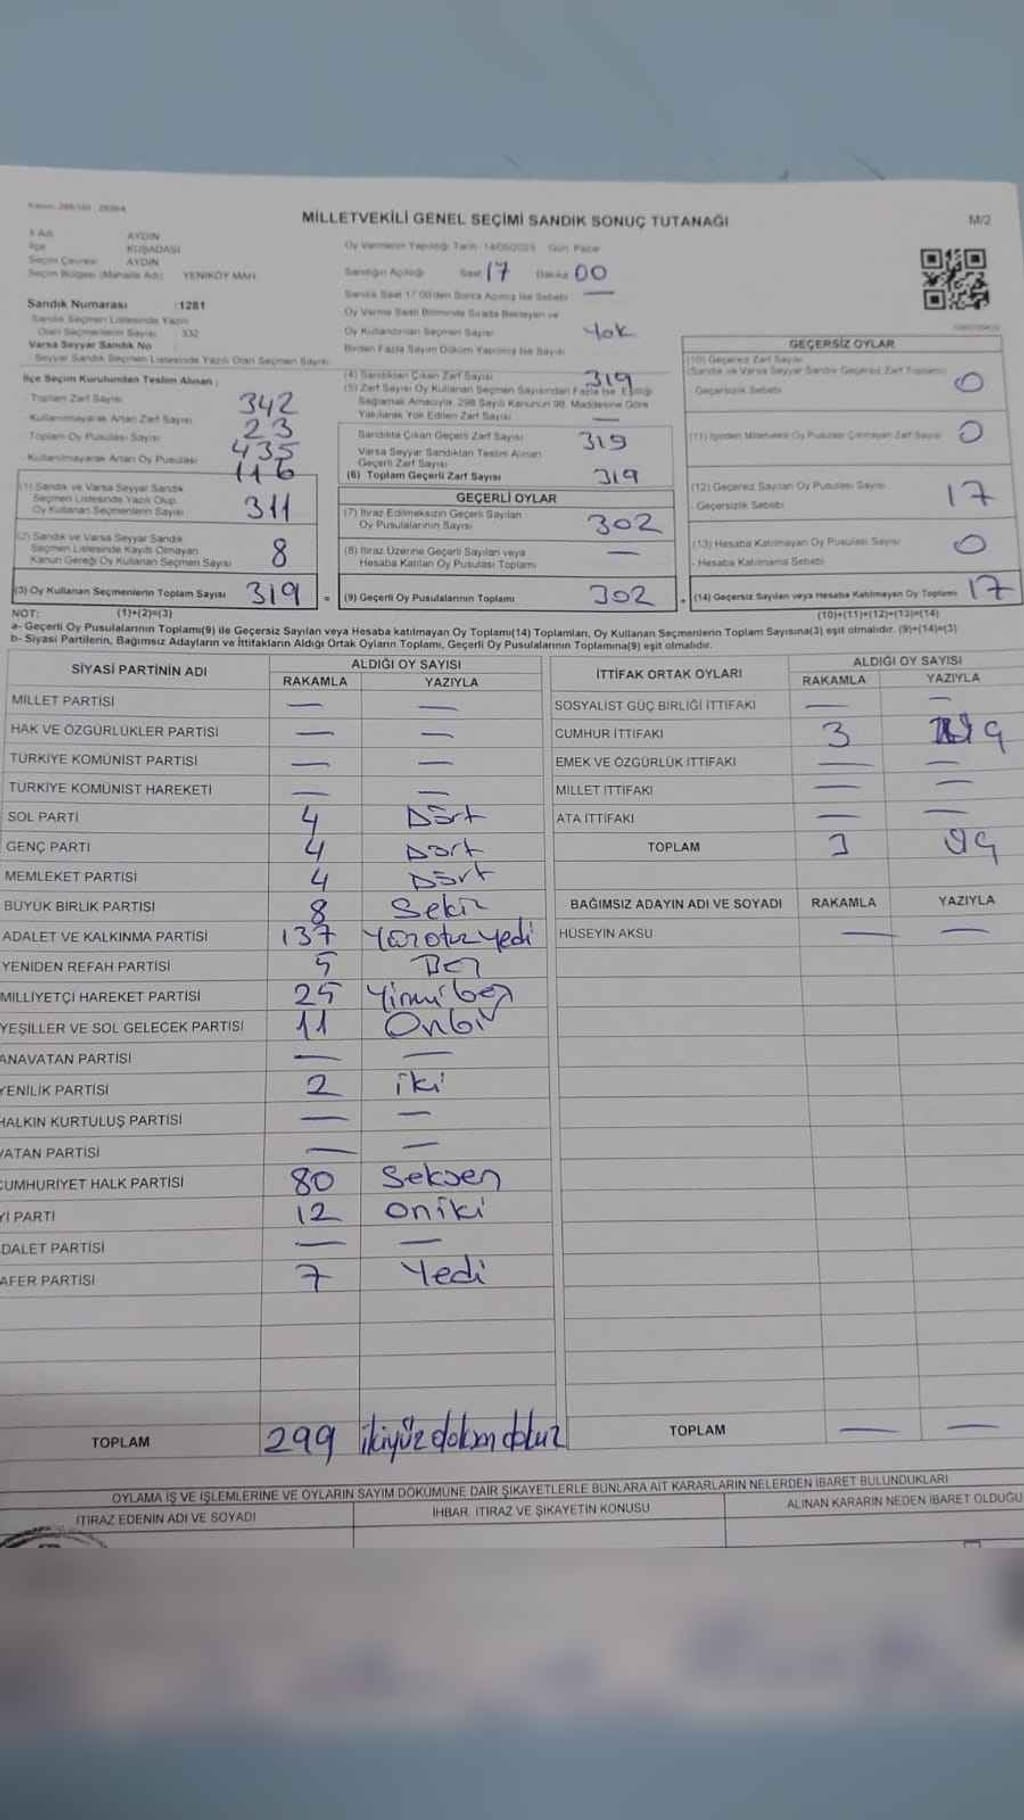 MİLLETVEKİLİ GENEL SEÇİMİ SANDIK SONUÇ TUTANAĞI
M/2
İl Adı AYDIN
İlçe KUŞADASI
Seçim Çevresi AYDIN
Seçim Bölgesi (Mahalle Adı) YENİKÖY MAH.
Oy Vermenin Yapıldığı Tarih 14/05/2023 Gün Pazar
Sandığın Açıldığı Saat 17 Dakika 00
Sandık Saat 17.00'den Sonra Açılmış İse Sebebi —
Oy Verme Saati Bitiminde Sırada Bekleyen ve
Oy Kullandırılan Seçmen Sayısı Yok
Birden Fazla Sayım Döküm Yapılmış İse Sayısı
Sandık Numarası :1281
Sandık Seçmen Listesinde Yazılı
Olan Seçmenlerin Sayısı 332
Varsa Seyyar Sandık No :
Seyyar Sandık Seçmen Listesinde Yazılı Olan Seçmen Sayısı
İlçe Seçim Kurulundan Teslim Alınan :
Toplam Zarf Sayısı 342
Kullanılmayarak Artan Zarf Sayısı 23
Toplam Oy Pusulası Sayısı 435
Kullanılmayarak Artan Oy Pusulası 116
(1) Sandık ve Varsa Seyyar Sandık
Seçmen Listesinde Yazılı Olup
Oy Kullanan Seçmenlerin Sayısı 311
(2) Sandık ve Varsa Seyyar Sandık
Seçmen Listesinde Kayıtlı Olmayan
Kanun Gereği Oy Kullanan Seçmen Sayısı 8
(3) Oy Kullanan Seçmenlerin Toplam Sayısı 319 =
(4) Sandıktan Çıkan Zarf Sayısı 319
(5) Zarf Sayısı Oy Kullanan Seçmen Sayısından Fazla İse, Eşitliği
Sağlamak Amacıyla, 298 Sayılı Kanunun 98. Maddesine Göre
Yakılarak Yok Edilen Zarf Sayısı —
Sandıkta Çıkan Geçerli Zarf Sayısı 319
Varsa Seyyar Sandıktan Teslim Alınan
Geçerli Zarf Sayısı
(6) Toplam Geçerli Zarf Sayısı 319
GEÇERLİ OYLAR
(7) İtiraz Edilmeksizin Geçerli Sayılan
Oy Pusulalarının Sayısı 302
(8) İtiraz Üzerine Geçerli Sayılan veya
Hesaba Katılan Oy Pusulası Toplamı —
(9) Geçerli Oy Pusulalarının Toplamı 302 +
GEÇERSİZ OYLAR
(10) Geçersiz Zarf Sayısı
(Sandık ve Varsa Seyyar Sandık Geçersiz Zarf Toplamı) 0
Geçersizlik Sebebi
(11) İçinden Milletvekili Oy Pusulası Çıkmayan Zarf Sayısı 0
(12) Geçersiz Sayılan Oy Pusulası Sayısı 17
Geçersizlik Sebebi
(13) Hesaba Katılmayan Oy Pusulası Sayısı 0
- Hesaba Katılmama Sebebi
(14) Geçersiz Sayılan veya Hesaba Katılmayan Oy Toplamı 17
NOT: (1)+(2)=(3) (10)+(11)+(12)+(13)=(14)
a- Geçerli Oy Pusulalarının Toplamı(9) ile Geçersiz Sayılan veya Hesaba katılmayan Oy Toplamı(14) Toplamları, Oy Kullanan Seçmenlerin Toplam Sayısına(3) eşit olmalıdır. (9)+(14)=(3)
b- Siyasi Partilerin, Bağımsız Adayların ve İttifakların Aldığı Ortak Oyların Toplamı, Geçerli Oy Pusulalarının Toplamına(9) eşit olmalıdır.
SİYASİ PARTİNİN ADI ALDIĞI OY SAYISI
RAKAMLA YAZIYLA
MİLLET PARTİSİ — —
HAK VE ÖZGÜRLÜKLER PARTİSİ — —
TÜRKİYE KOMÜNİST PARTİSİ — —
TÜRKİYE KOMÜNİST HAREKETİ — —
SOL PARTİ 4 Dört
GENÇ PARTİ 4 Dört
MEMLEKET PARTİSİ 4 Dört
BÜYÜK BİRLİK PARTİSİ 8 Sekiz
ADALET VE KALKINMA PARTİSİ 137 Yüzotuzyedi
YENİDEN REFAH PARTİSİ 5 Beş
MİLLİYETÇİ HAREKET PARTİSİ 25 Yirmibeş
YEŞİLLER VE SOL GELECEK PARTİSİ 11 Onbir
ANAVATAN PARTİSİ — —
YENİLİK PARTİSİ 2 iki
HALKIN KURTULUŞ PARTİSİ — —
VATAN PARTİSİ — —
CUMHURİYET HALK PARTİSİ 80 Seksen
Yİ PARTİ 12 oniki
DALET PARTİSİ — —
AFER PARTİSİ 7 Yedi
TOPLAM 299 ikiyüzdoksandokuz
İTTİFAK ORTAK OYLARI ALDIĞI OY SAYISI
RAKAMLA YAZIYLA
SOSYALİST GÜÇ BİRLİĞİ İTTİFAKI — —
CUMHUR İTTİFAKI 3 üç
EMEK VE ÖZGÜRLÜK İTTİFAKI — —
MİLLET İTTİFAKI — —
ATA İTTİFAKI — —
TOPLAM 3 üç
BAĞIMSIZ ADAYIN ADI VE SOYADI RAKAMLA YAZIYLA
HÜSEYİN AKSU — —
TOPLAM — —
OYLAMA İŞ VE İŞLEMLERİNE VE OYLARIN SAYIM DÖKÜMÜNE DAİR ŞİKAYETLERLE BUNLARA AİT KARARLARIN NELERDEN İBARET BULUNDUKLARI
İTİRAZ EDENİN ADI VE SOYADI İHBAR, İTİRAZ VE ŞİKAYETİN KONUSU ALINAN KARARIN NEDEN İBARET OLDUĞU